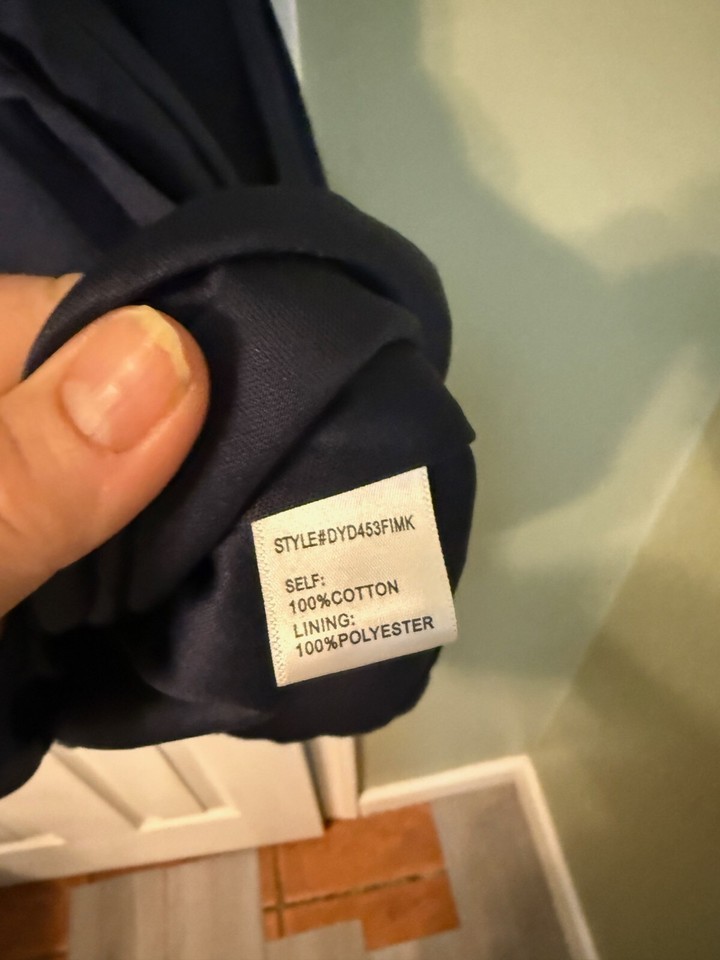 STYLE#DYD453FIMK
SELF:
100%COTTON
LINING:
100%POLYESTER